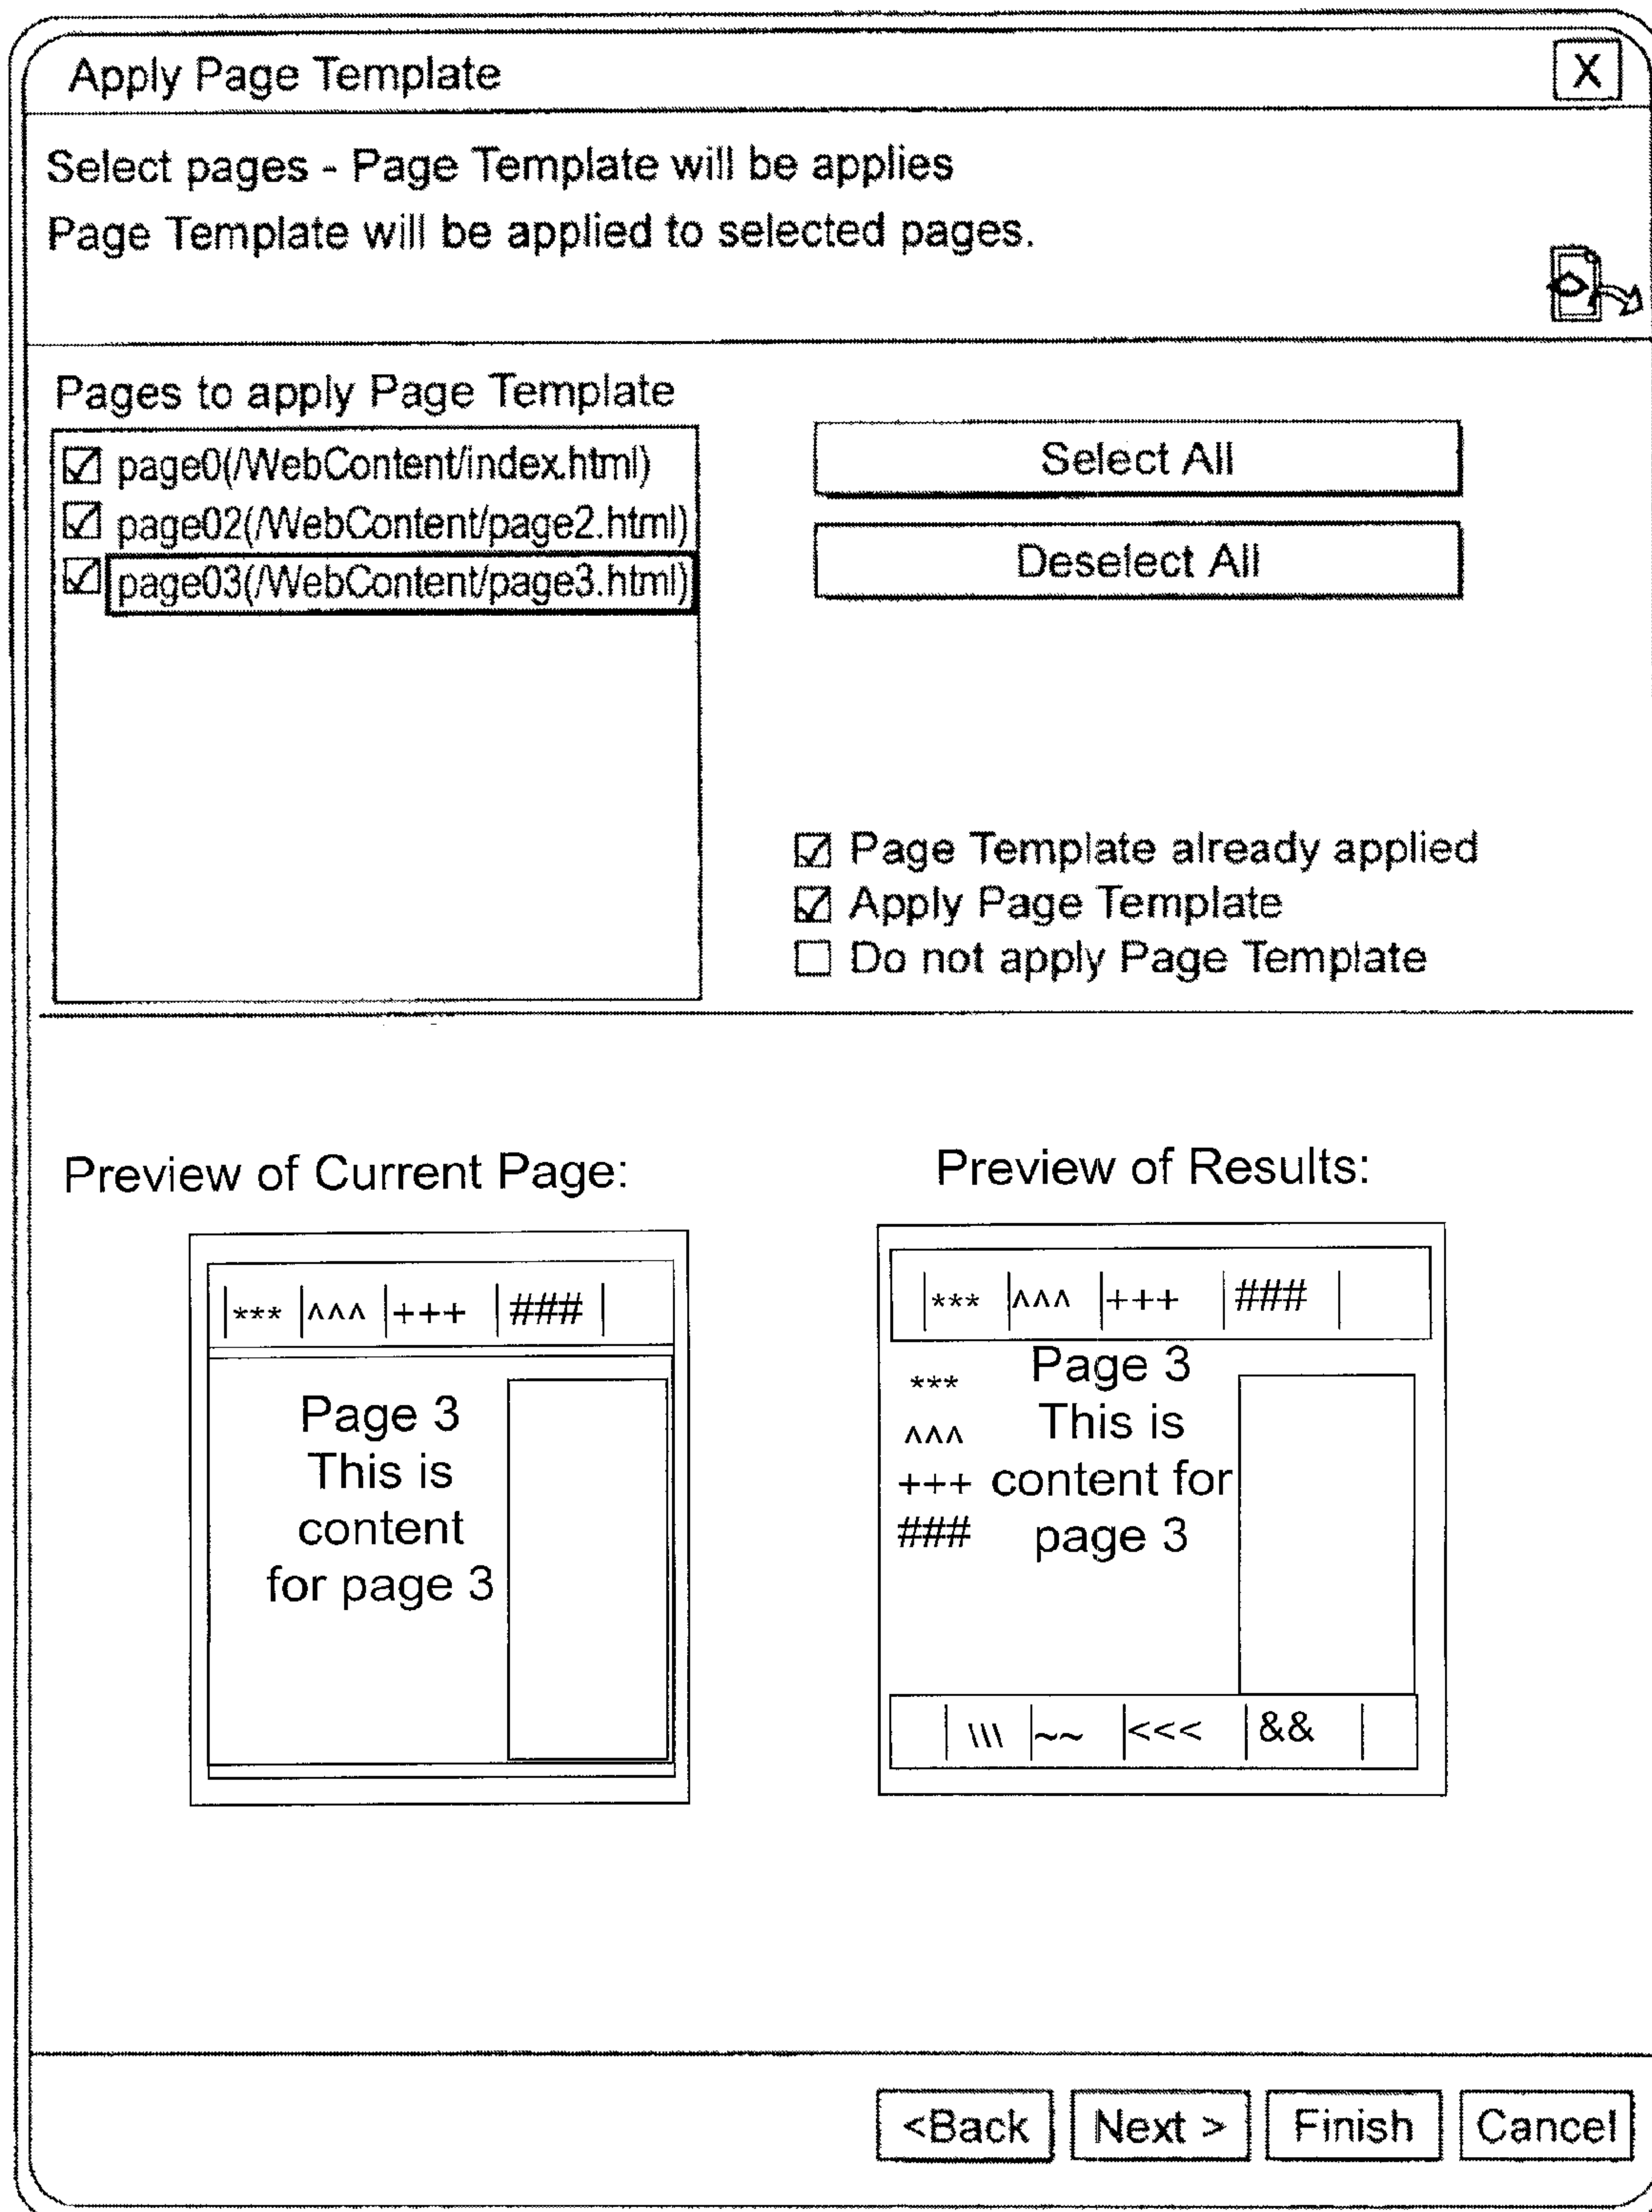 Apply Page Template X
Select pages - Page Template will be applies
Page Template will be applied to selected pages.
Pages to apply Page Template
page0(/WebContent/index.html)
page02(/WebContent/page2.html)
page03(/WebContent/page3.html)
Select All
Deselect All
Page Template already applied
Apply Page Template
Do not apply Page Template
Preview of Current Page:
|*** |^^^ |+++ |### |
Page 3
This is
content
for page 3
Preview of Results:
|*** |^^^ |+++ |### |
***
^^^
+++
###
Page 3
This is
content for
page 3
| \\\ |~~ |<<< |&& |
<Back Next > Finish Cancel